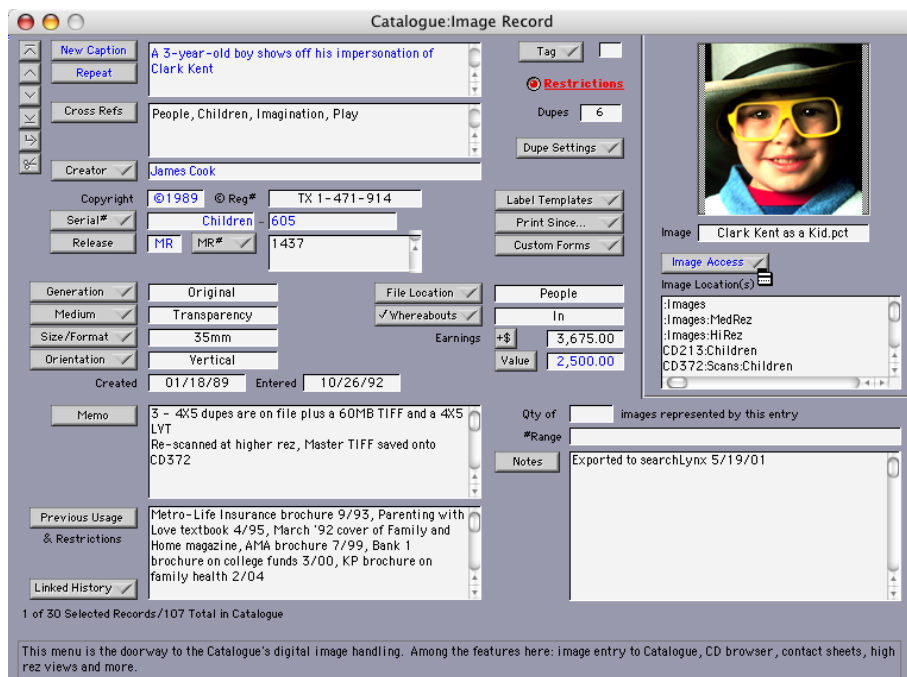 Catalogue:Image Record
New Caption
Repeat
A 3-year-old boy shows off his impersonation of
Clark Kent
Tag
Restrictions
Cross Refs
People, Children, Imagination, Play
Dupes 6
Dupe Settings
Creator James Cook
Copyright ©1989 © Reg# TX 1-471-914
Serial# Children - 605
Release MR MR# 1437
Label Templates
Print Since...
Custom Forms
Image Clark Kent as a Kid.pct
Image Access
Image Location(s)
:Images
:Images:MedRez
:Images:HiRez
CD213:Children
CD372:Scans:Children
Generation Original
Medium Transparency
Size/Format 35mm
Orientation Vertical
Created 01/18/89 Entered 10/26/92
File Location People
✓Whereabouts In
Earnings +$ 3,675.00
Value 2,500.00
Memo
3 - 4X5 dupes are on file plus a 60MB TIFF and a 4X5
LYT
Re-scanned at higher rez, Master TIFF saved onto
CD372
Qty of images represented by this entry
#Range
Notes
Exported to searchLynx 5/19/01
Previous Usage
& Restrictions
Linked History
Metro-Life Insurance brochure 9/93, Parenting with
Love textbook 4/95, March '92 cover of Family and
Home magazine, AMA brochure 7/99, Bank 1
brochure on college funds 3/00, KP brochure on
family health 2/04
1 of 30 Selected Records/107 Total in Catalogue
This menu is the doorway to the Catalogue's digital image handling. Among the features here: image entry to Catalogue, CD browser, contact sheets, high
rez views and more.